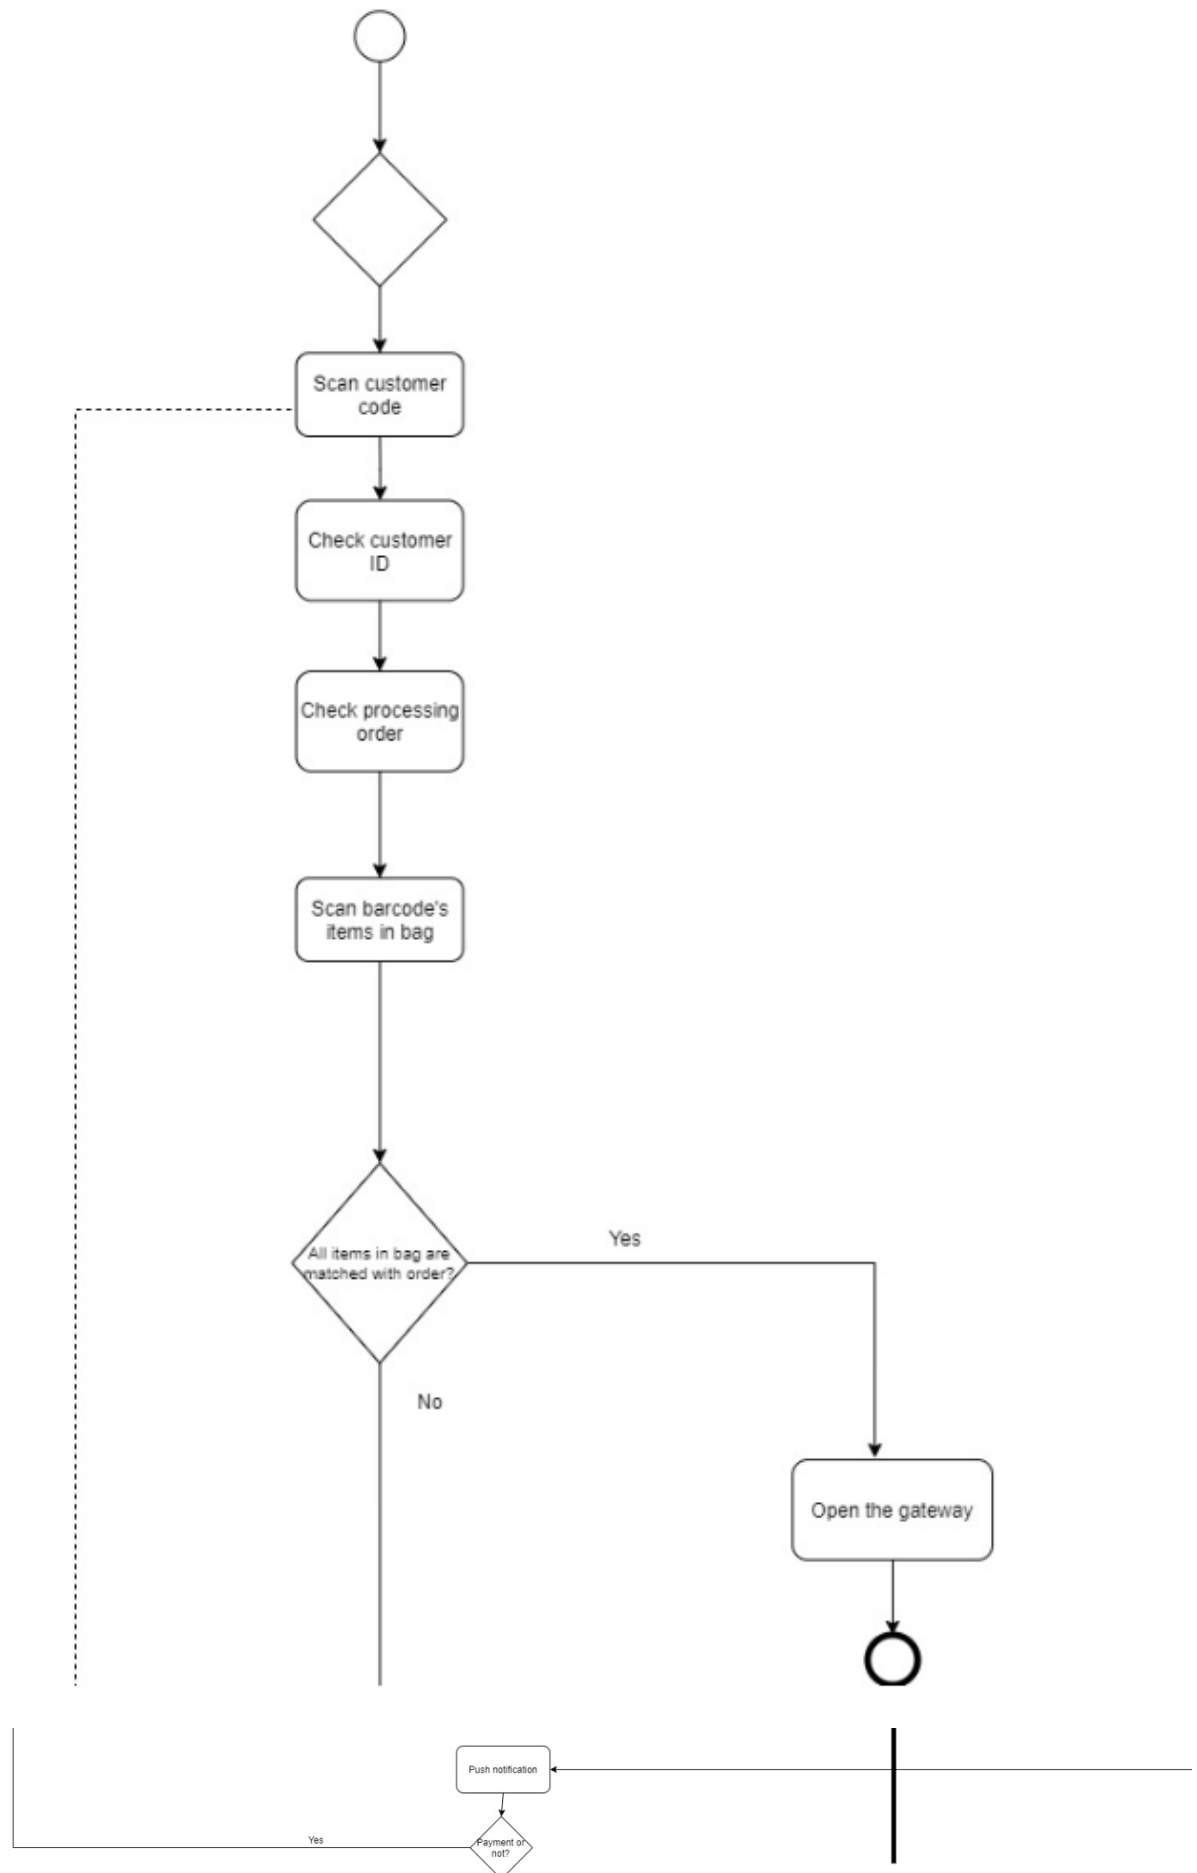 Scan customer
code
Check customer
ID
Check processing
order
Scan barcode's
items in bag
All items in bag are
matched with order?
Yes
No
Open the gateway
Push notification
Yes
Payment or
not?